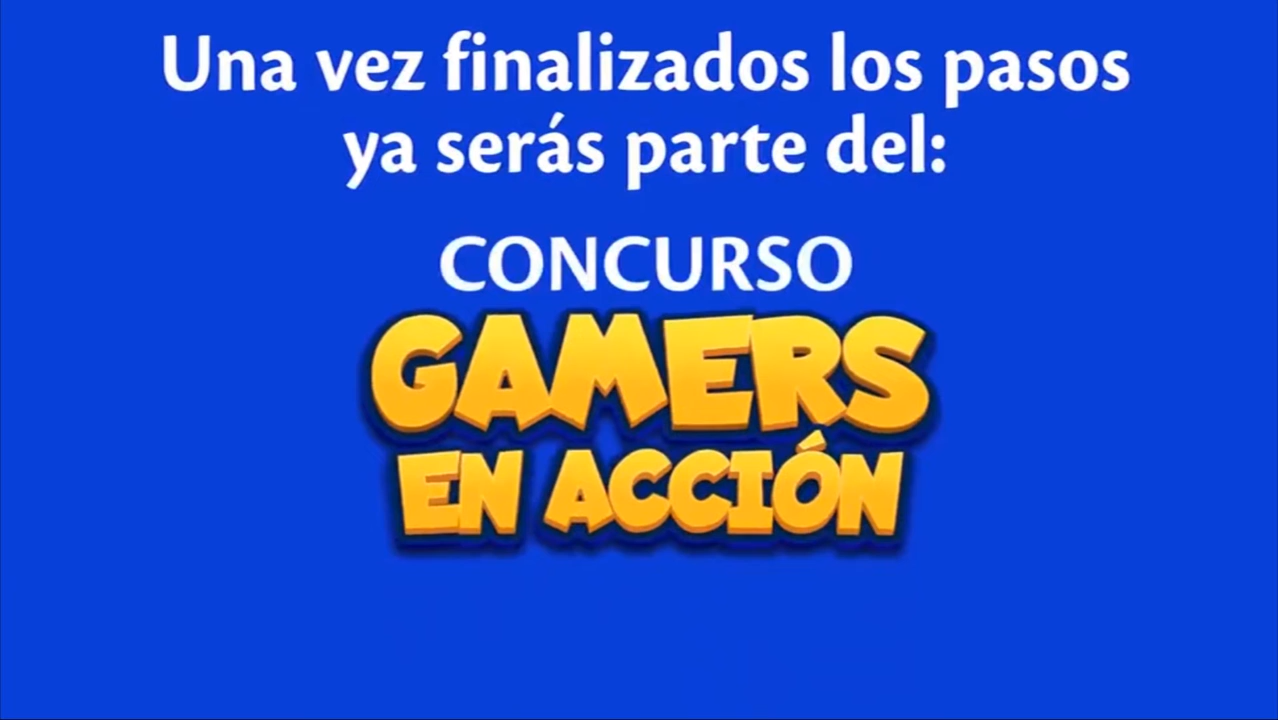 Una vez finalizados los pasos
ya serás parte del:
CONCURSO
GAMERS
EN ACCIÓN